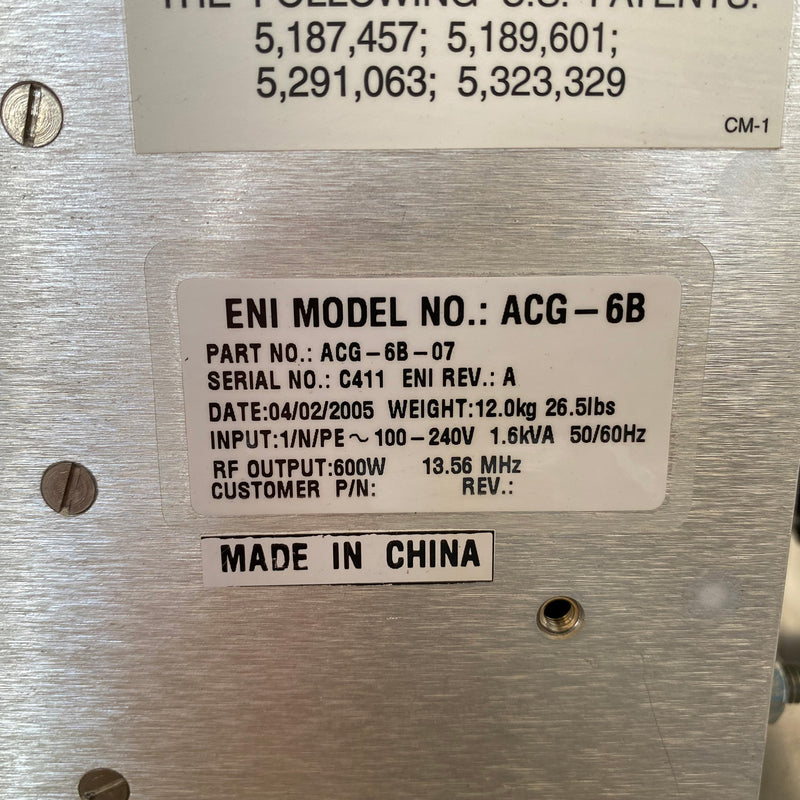 THE FOLLOWING U.S. PATENTS:
5,187,457; 5,189,601;
5,291,063; 5,323,329
CM-1
ENI MODEL NO.: ACG-6B
PART NO.: ACG-6B-07
SERIAL NO.: C411 ENI REV.: A
DATE:04/02/2005 WEIGHT:12.0kg 26.5lbs
INPUT:1/N/PE~100-240V 1.6kVA 50/60Hz
RF OUTPUT:600W 13.56 MHz
CUSTOMER P/N: REV.:
MADE IN CHINA